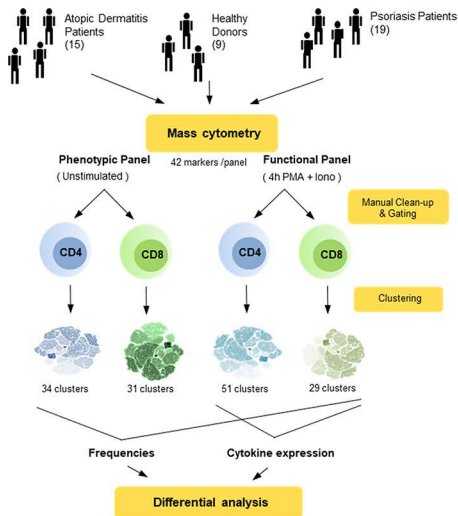 Atopic Dermatitis
Patients
(15)
Healthy
Donors
(9)
Psoriasis Patients
(19)
Mass cytometry
Phenotypic Panel
(Unstimulated)
42 markers /panel
Functional Panel
(4h PMA + Iono)
Manual Clean-up
& Gating
CD4
CD8
CD4
CD8
Clustering
34 clusters
31 clusters
51 clusters
29 clusters
Frequencies
Cytokine expression
Differential analysis